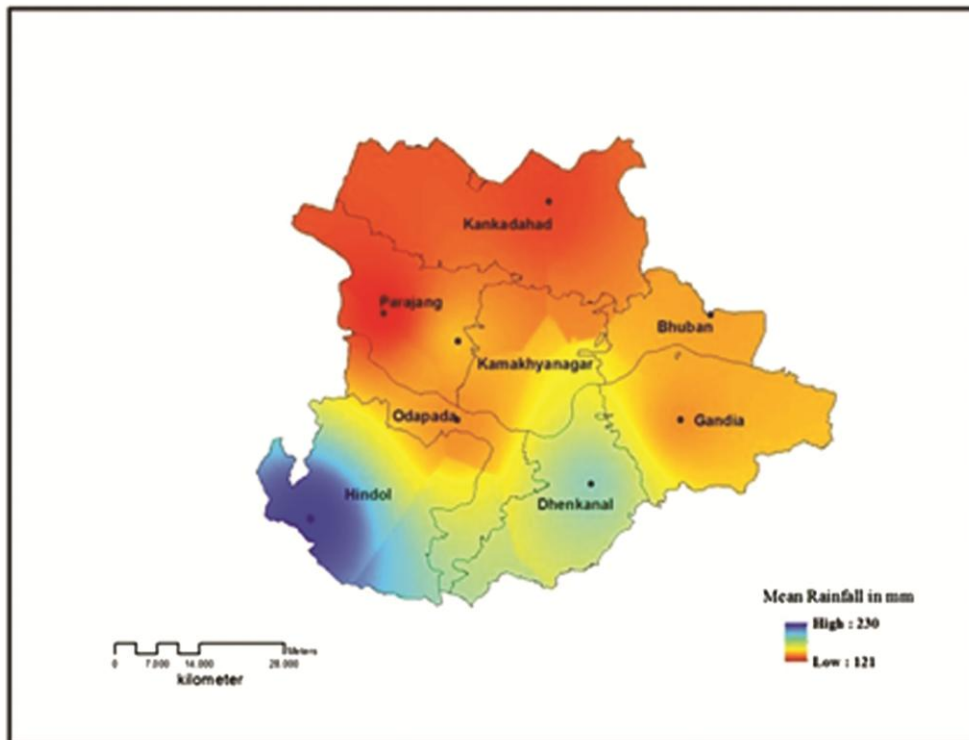 Kankadahad
Parajang
Bhuban
Kamakhyanagar
Odapada
Gandia
Hindol
Dhenkanal
Mean Rainfall in mm
High : 230
Low : 121
Meters
0 7,000 14,000 28,000
kilometer